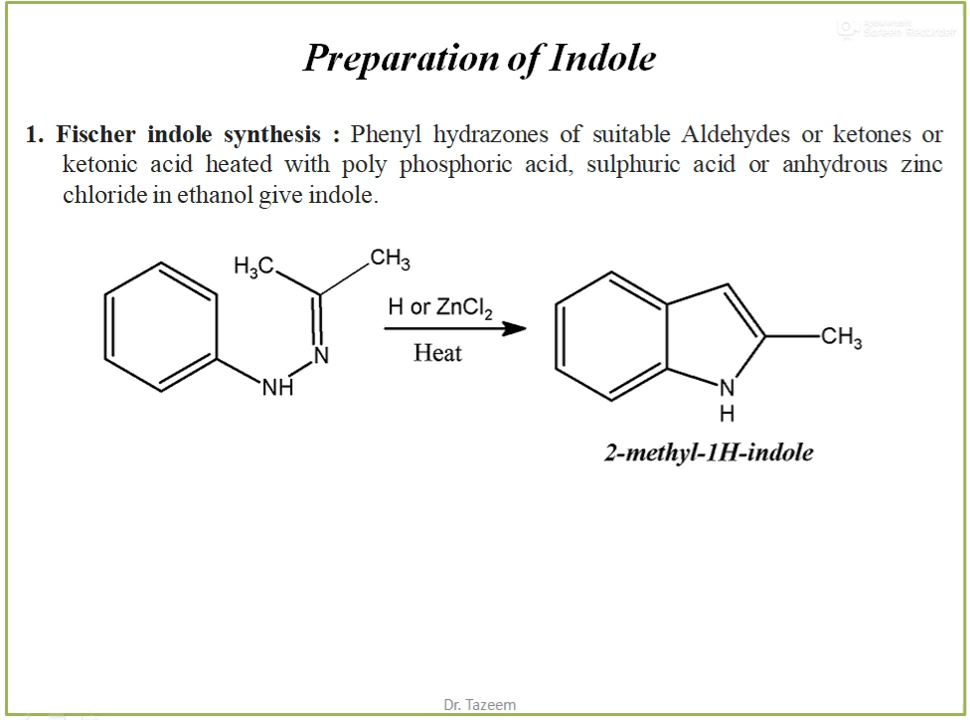 Screen Recorder
Preparation of Indole
1. Fischer indole synthesis : Phenyl hydrazones of suitable Aldehydes or ketones or
ketonic acid heated with poly phosphoric acid, sulphuric acid or anhydrous zinc
chloride in ethanol give indole.
H₃C
CH₃
H or ZnCl₂
Heat
N
NH
CH₃
N
H
2-methyl-1H-indole
Dr. Tazeem